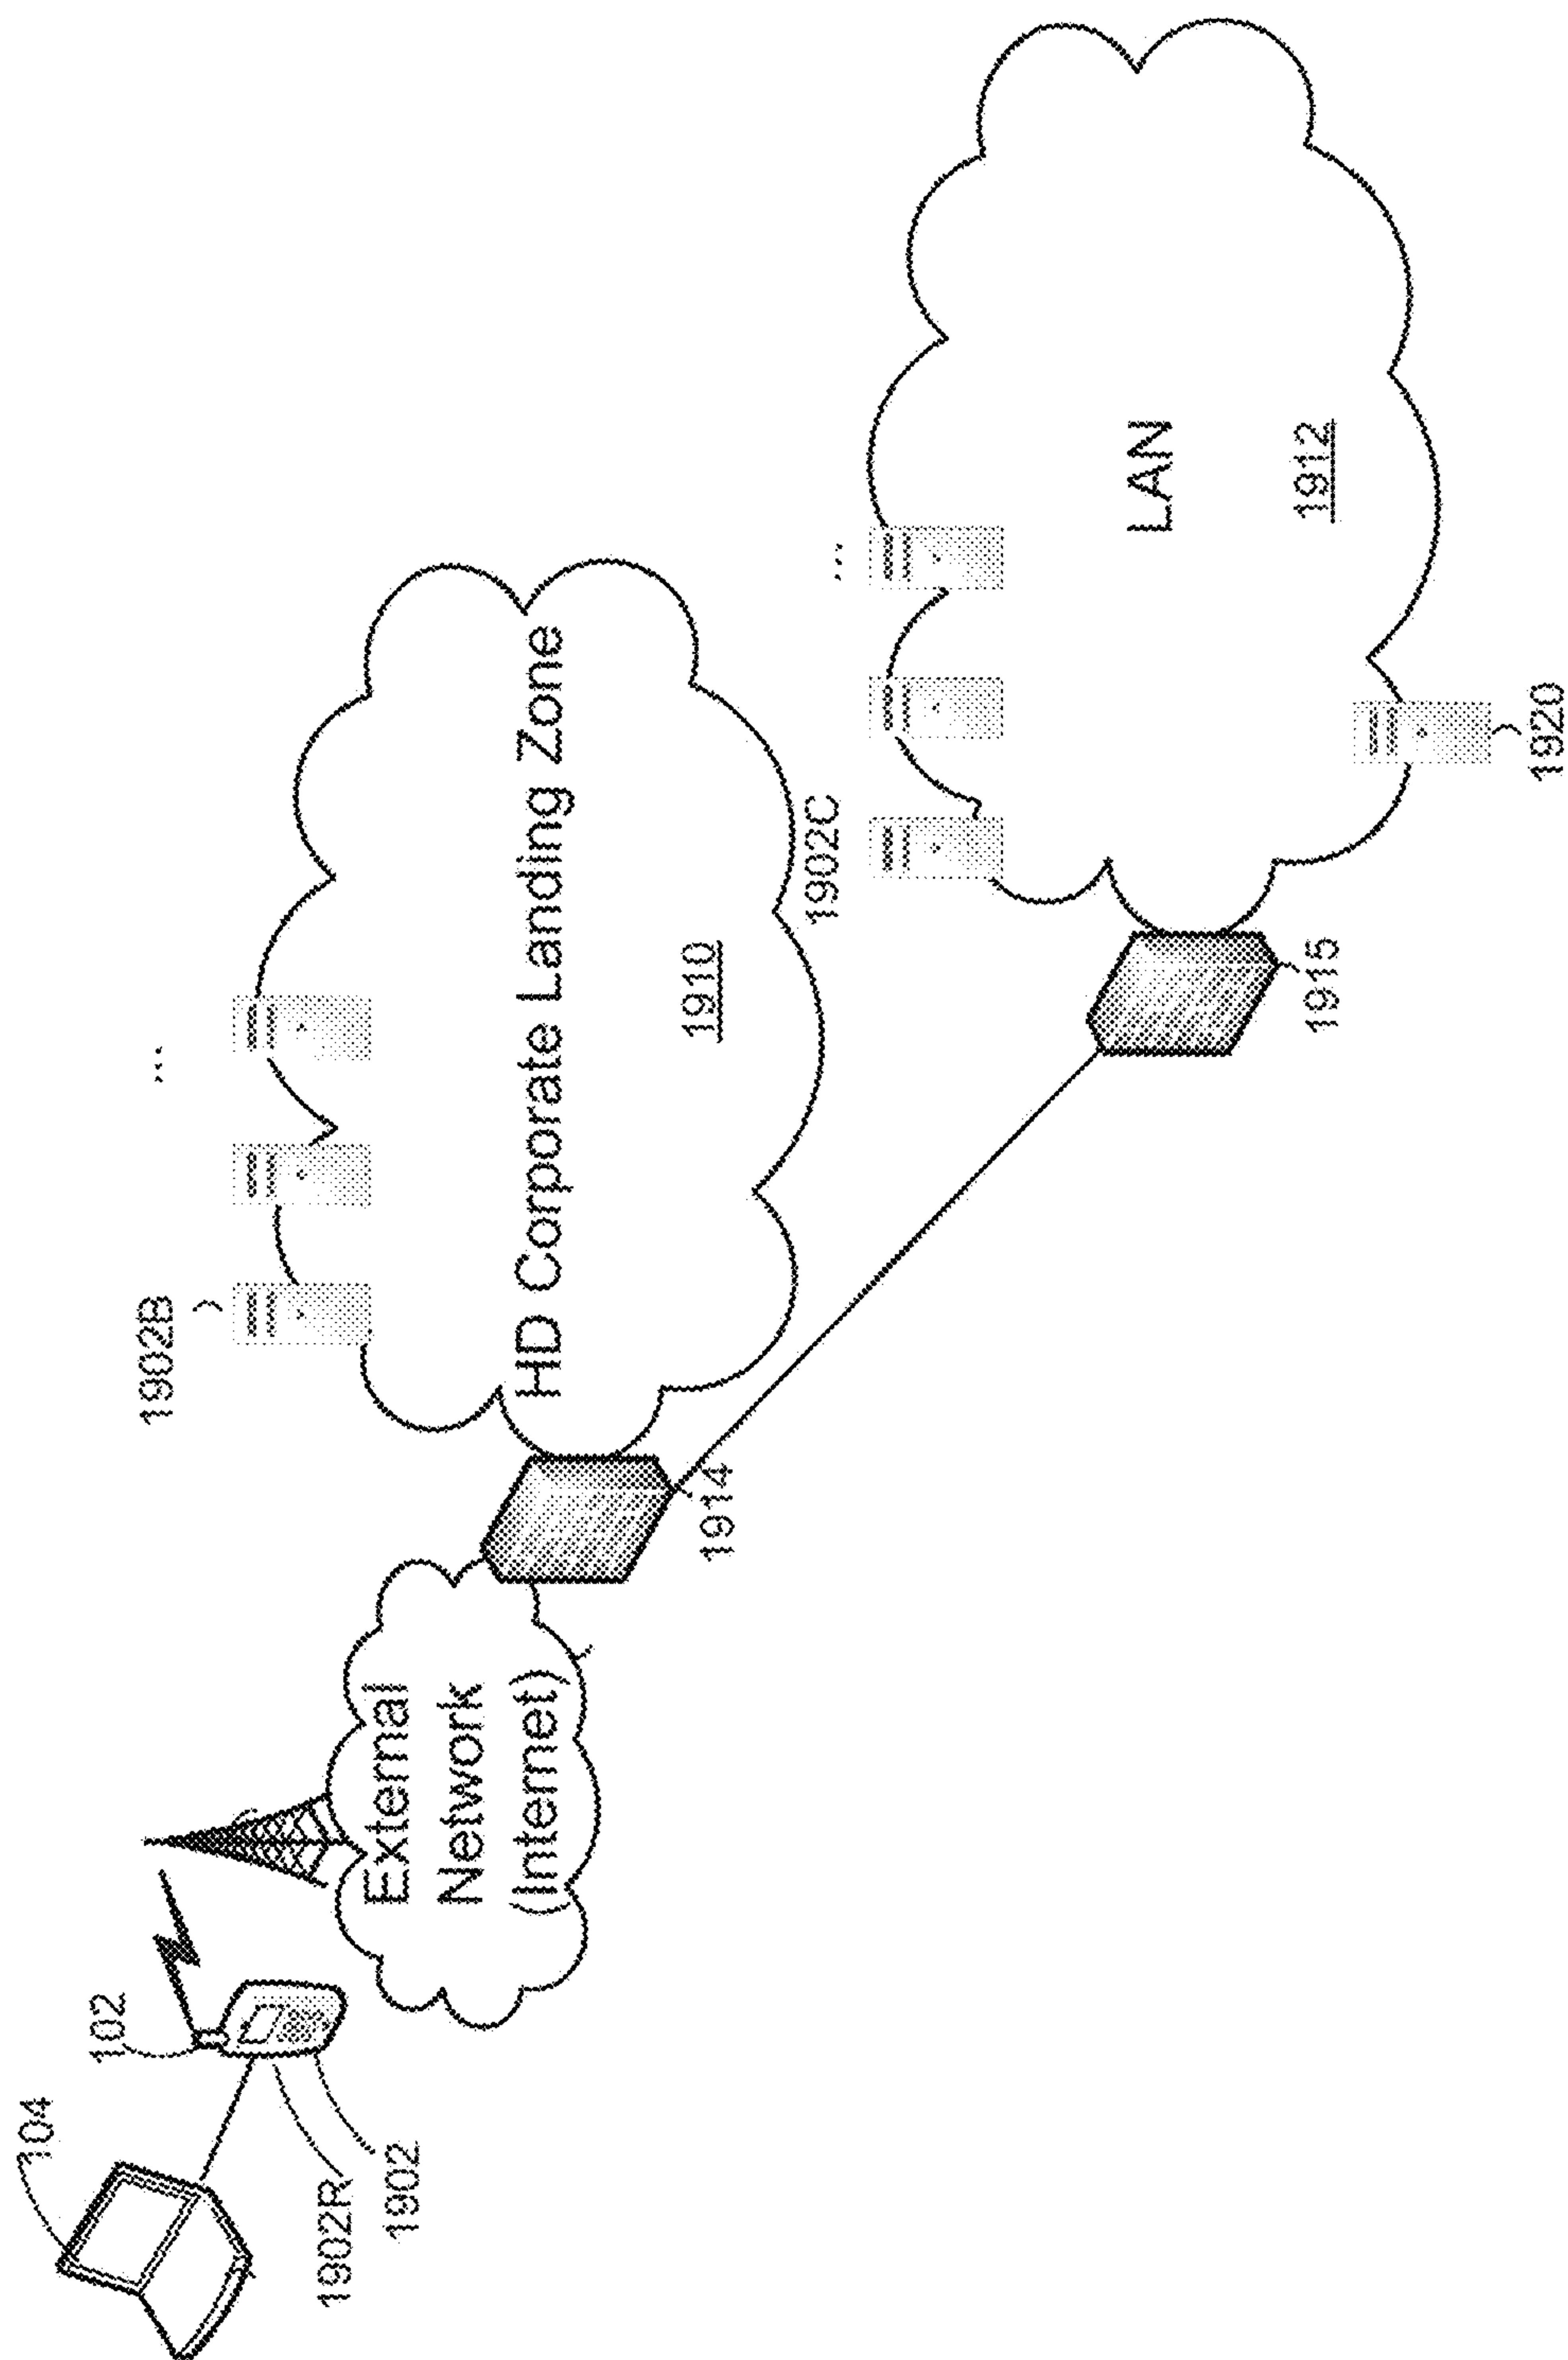 104
102
1902R
1902
External
Network
(Internet)
1914
1902B
...
HD Corporate Landing Zone
1910
1902C
...
LAN
1912
1915
1920